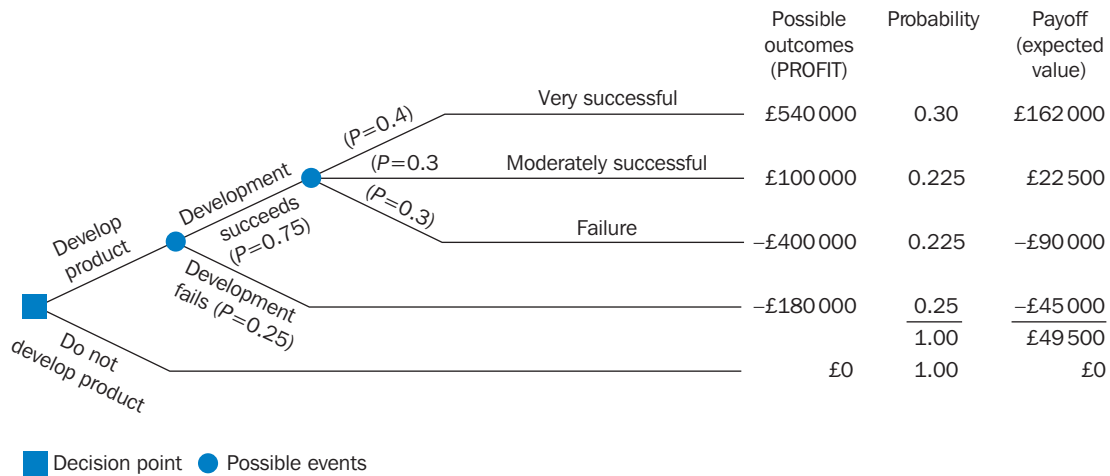 Possible outcomes (PROFIT)
Probability
Payoff (expected value)
Very successful
(P=0.4)
£540 000 0.30 £162 000
(P=0.3
Moderately successful
£100 000 0.225 £22 500
(P=0.3)
Failure
–£400 000 0.225 –£90 000
Development
succeeds
(P=0.75)
Develop
product
Development
fails (P=0.25)
–£180 000 0.25 –£45 000
1.00 £49 500
Do not
develop product
£0 1.00 £0
Decision point Possible events